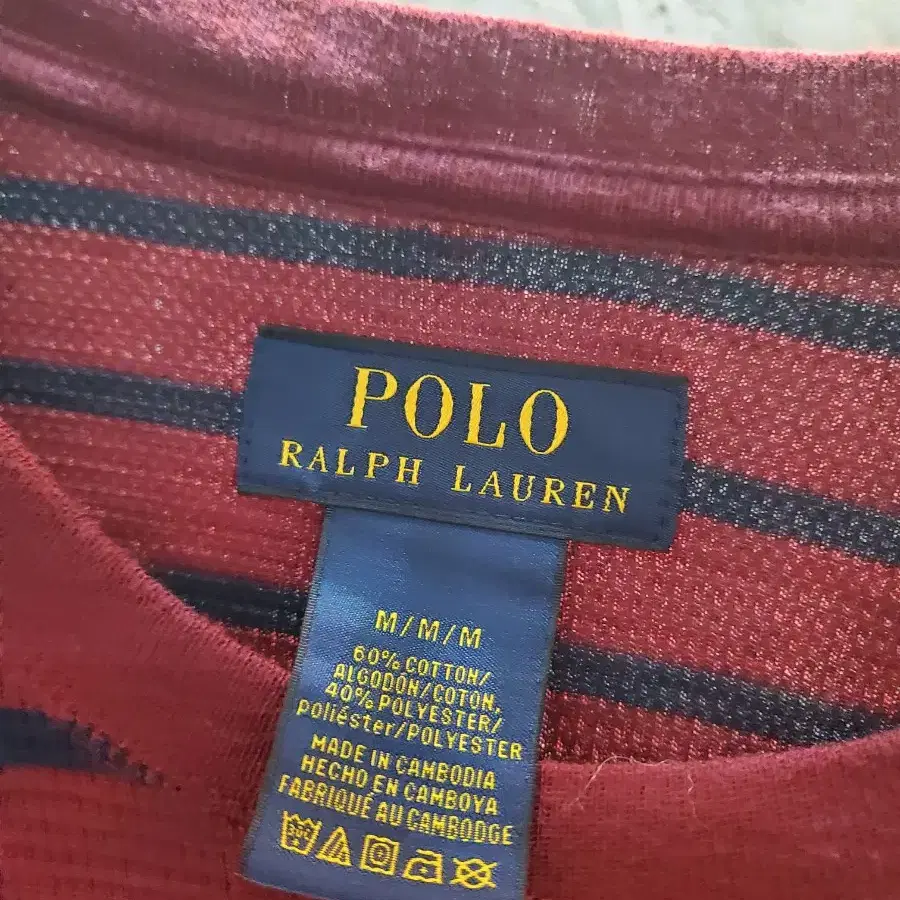 POLO
RALPH LAUREN
M/M/M
60% COTTON/
ALGODÓN/COTON,
40% POLYESTER/
poliéster/POLYESTER
MADE IN CAMBODIA
HECHO EN CAMBOYA
FABRIQUÉ AU CAMBODGE